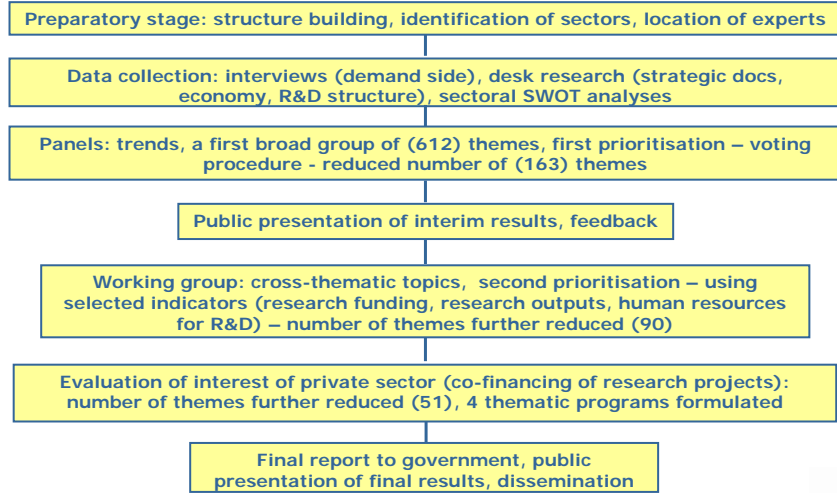 Preparatory stage: structure building, identification of sectors, location of experts
Data collection: interviews (demand side), desk research (strategic docs,
economy, R&D structure), sectoral SWOT analyses
Panels: trends, a first broad group of (612) themes, first prioritisation – voting
procedure - reduced number of (163) themes
Public presentation of interim results, feedback
Working group: cross-thematic topics, second prioritisation – using
selected indicators (research funding, research outputs, human resources
for R&D) – number of themes further reduced (90)
Evaluation of interest of private sector (co-financing of research projects):
number of themes further reduced (51), 4 thematic programs formulated
Final report to government, public
presentation of final results, dissemination